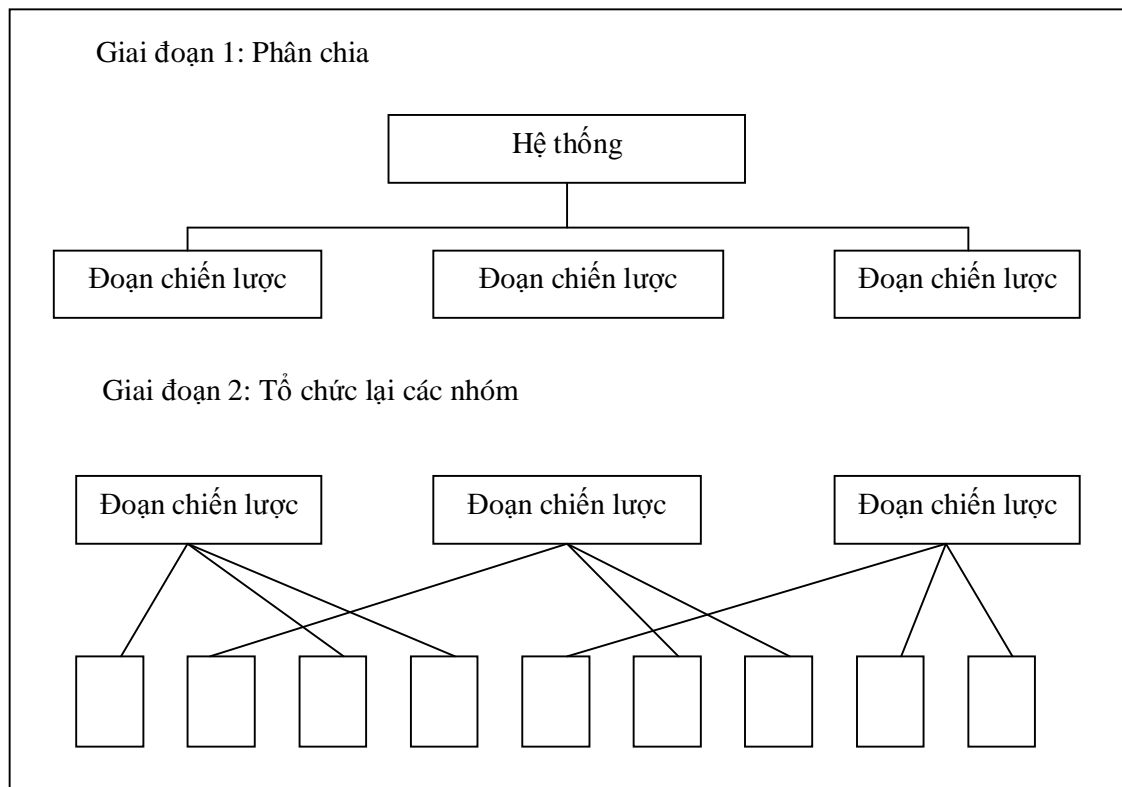 Giai đoạn 1: Phân chia
Hệ thống
Đoạn chiến lược
Đoạn chiến lược
Đoạn chiến lược
Giai đoạn 2: Tổ chức lại các nhóm
Đoạn chiến lược
Đoạn chiến lược
Đoạn chiến lược